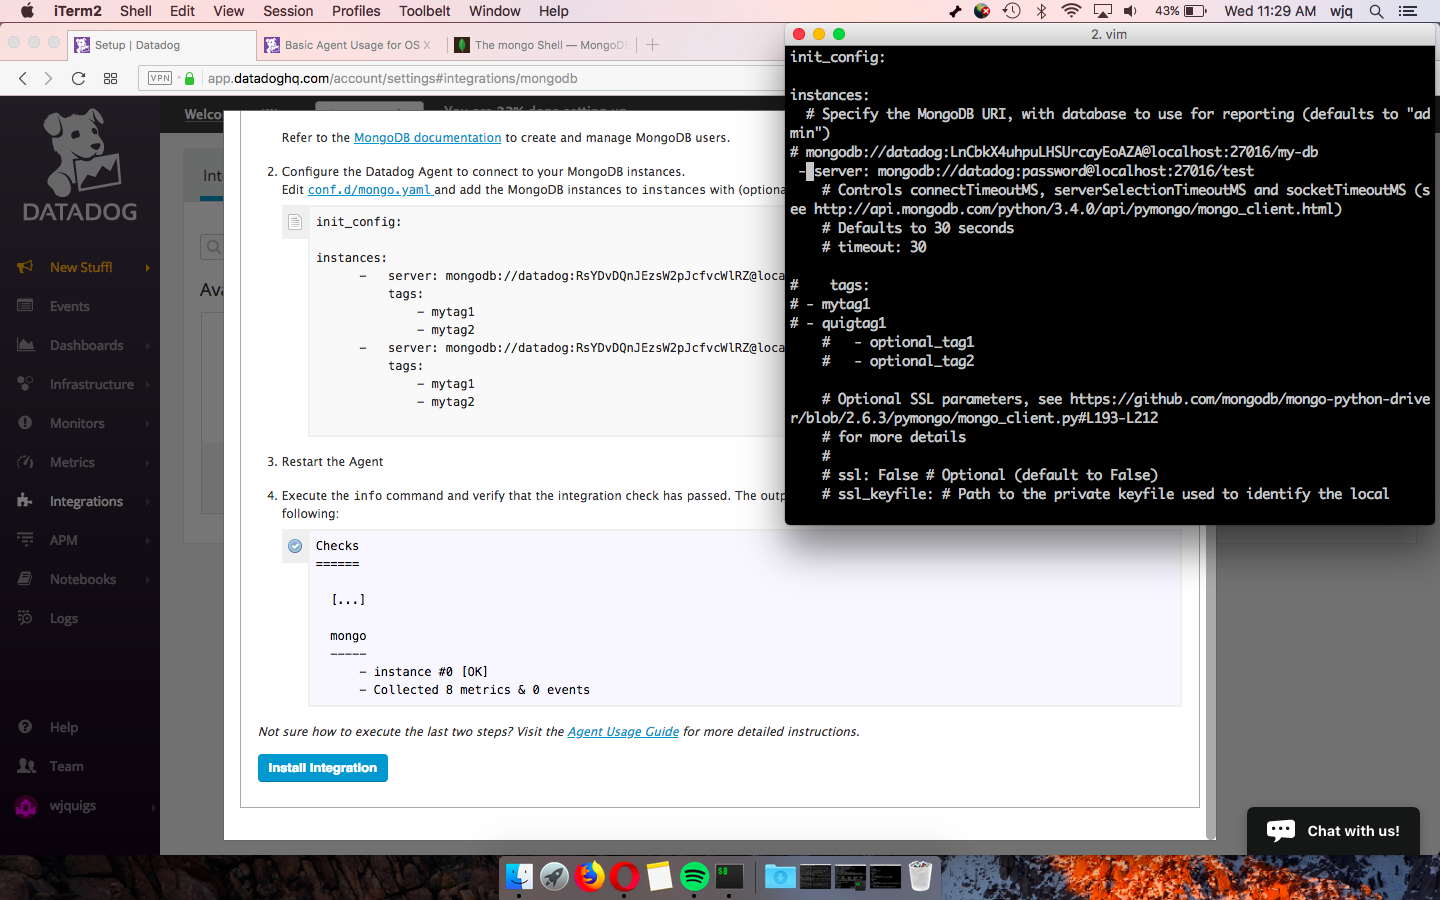 iTerm2 Shell Edit View Session Profiles Toolbelt Window Help 43% Wed 11:29 AM wjq
Setup | Datadog
Basic Agent Usage for OS X
The mongo Shell — MongoDB
VPN app.datadoghq.com/account/settings#integrations/mongodb
DATADOG
New Stuff!
Events
Dashboards
Infrastructure
Monitors
Metrics
Integrations
APM
Notebooks
Logs
Help
Team
wjquigs
Refer to the MongoDB documentation to create and manage MongoDB users.
2. Configure the Datadog Agent to connect to your MongoDB instances.
Edit conf.d/mongo.yaml and add the MongoDB instances to instances with (optiona
init_config:
instances:
- server: mongodb://datadog:RsYDvDQnJEzsW2pJcfvcWlRZ@loca
tags:
- mytag1
- mytag2
- server: mongodb://datadog:RsYDvDQnJEzsW2pJcfvcWlRZ@loca
tags:
- mytag1
- mytag2
3. Restart the Agent
4. Execute the info command and verify that the integration check has passed. The outp
following:
Checks
======
[...]
mongo
-----
- instance #0 [OK]
- Collected 8 metrics & 0 events
Not sure how to execute the last two steps? Visit the Agent Usage Guide for more detailed instructions.
Install Integration
2. vim
init_config:
instances:
# Specify the MongoDB URI, with database to use for reporting (defaults to "ad
min")
# mongodb://datadog:LnCbkX4uhpuLHSUrcayEoAZA@localhost:27016/my-db
- server: mongodb://datadog:password@localhost:27016/test
# Controls connectTimeoutMS, serverSelectionTimeoutMS and socketTimeoutMS (s
ee http://api.mongodb.com/python/3.4.0/api/pymongo/mongo_client.html)
# Defaults to 30 seconds
# timeout: 30
# tags:
# - mytag1
# - quigtag1
# - optional_tag1
# - optional_tag2
# Optional SSL parameters, see https://github.com/mongodb/mongo-python-drive
r/blob/2.6.3/pymongo/mongo_client.py#L193-L212
# for more details
#
# ssl: False # Optional (default to False)
# ssl_keyfile: # Path to the private keyfile used to identify the local
Chat with us!